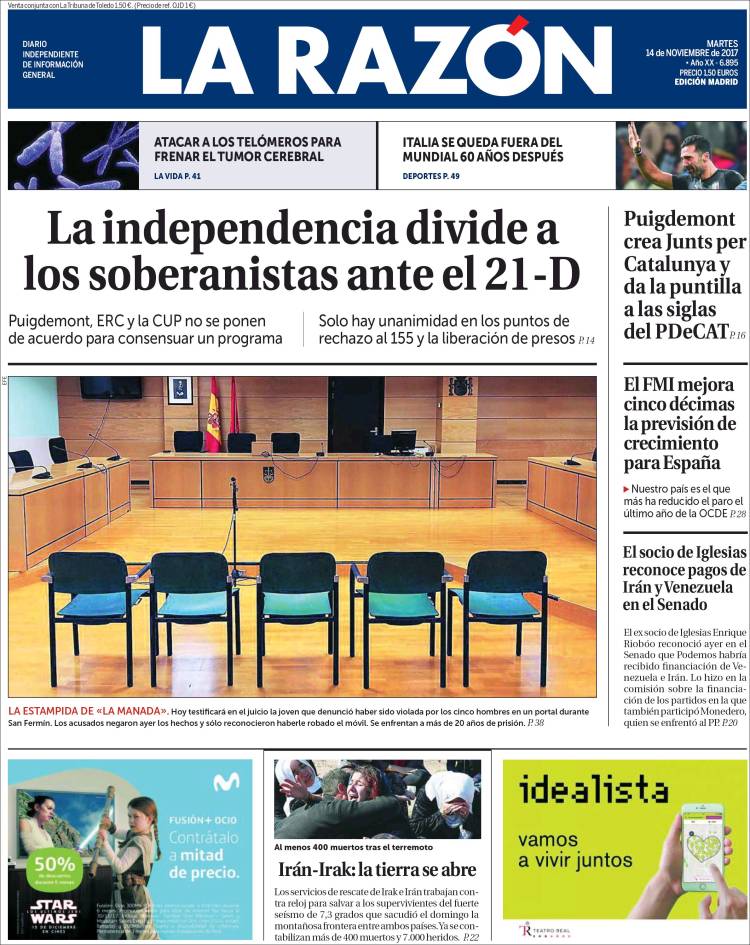 Venta conjunta con La Tribuna de Toledo 1,50 €. (Precio de ref. OJD 1 €)
DIARIO
INDEPENDIENTE
DE INFORMACIÓN
GENERAL
LA RAZÓN
MARTES
14 de NOVIEMBRE de 2017
• Año XX - 6.895
PRECIO 1,50 EUROS
EDICIÓN MADRID
ATACAR A LOS TELÓMEROS PARA
FRENAR EL TUMOR CEREBRAL
LA VIDA P. 41
ITALIA SE QUEDA FUERA DEL
MUNDIAL 60 AÑOS DESPUÉS
DEPORTES P. 49
La independencia divide a
los soberanistas ante el 21-D
Puigdemont, ERC y la CUP no se ponen
de acuerdo para consensuar un programa
Solo hay unanimidad en los puntos de
rechazo al 155 y la liberación de presos P.14
EFE
LA ESTAMPIDA DE «LA MANADA». Hoy testificará en el juicio la joven que denunció haber sido violada por los cinco hombres en un portal durante
San Fermín. Los acusados negaron ayer los hechos y sólo reconocieron haberle robado el móvil. Se enfrentan a más de 20 años de prisión. P.38
Puigdemont
crea Junts per
Catalunya y
da la puntilla
a las siglas
del PDeCAT P.16
El FMI mejora
cinco décimas
la previsión de
crecimiento
para España
Nuestro país es el que
más ha reducido el paro el
último año de la OCDE P.28
El socio de Iglesias
reconoce pagos de
Irán y Venezuela
en el Senado
El ex socio de Iglesias Enrique
Riobóo reconoció ayer en el
Senado que Podemos habría
recibido financiación de Ve-
nezuela e Irán. Lo hizo en la
comisión sobre la financia-
ción de los partidos en la que
también participó Monedero,
quien se enfrentó al PP. P.20
FUSIÓN+ OCIO
Contrátalo
a mitad
de precio.
50%
de descuento
durante 6 meses
STAR
WARS
LOS ÚLTIMOS JEDI
15 DE DICIEMBRE
EN CINES
Al menos 400 muertos tras el terremoto
Irán-Irak: la tierra se abre
Los servicios de rescate de Irak e Irán trabajan con-
tra reloj para salvar a los supervivientes del fuerte
seísmo de 7,3 grados que sacudió el domingo la
montañosa frontera entre ambos países. Ya se con-
tabilizan más de 400 muertos y 7.000 heridos. P.22
idealista
vamos
a vivir juntos
TEATRO REAL